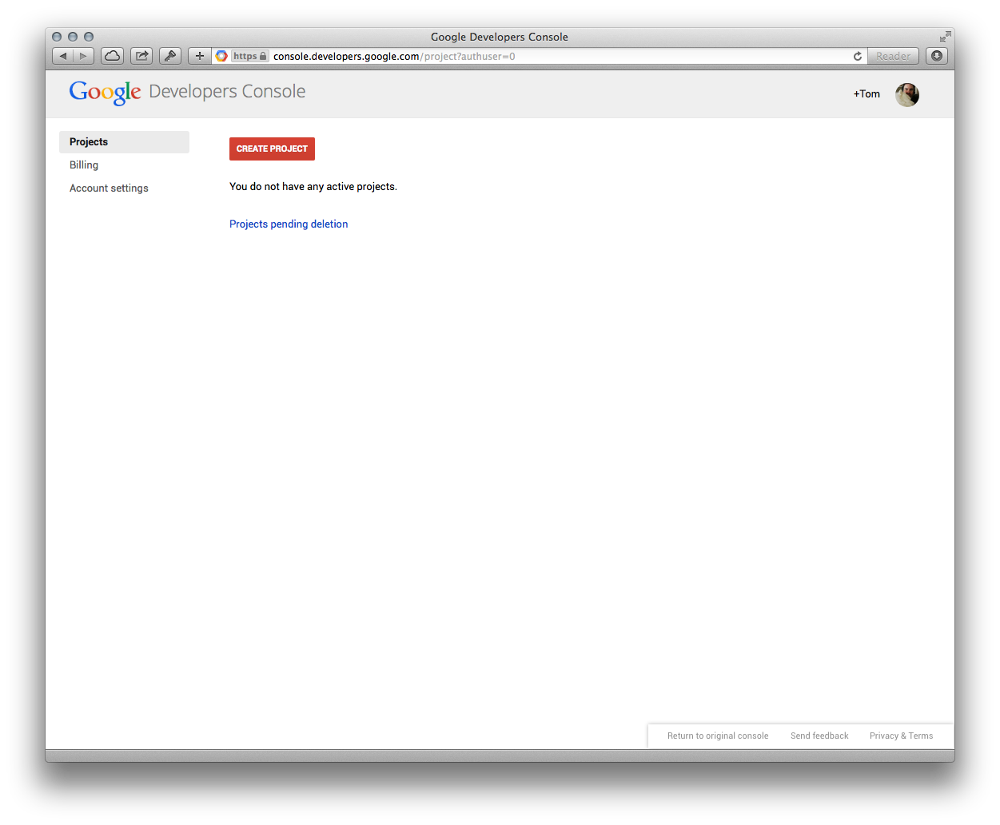 Google Developers Console
https console.developers.google.com/project?authuser=0 Reader
Google Developers Console
+Tom
Projects
Billing
Account settings
CREATE PROJECT
You do not have any active projects.
Projects pending deletion
Return to original console Send feedback Privacy & Terms